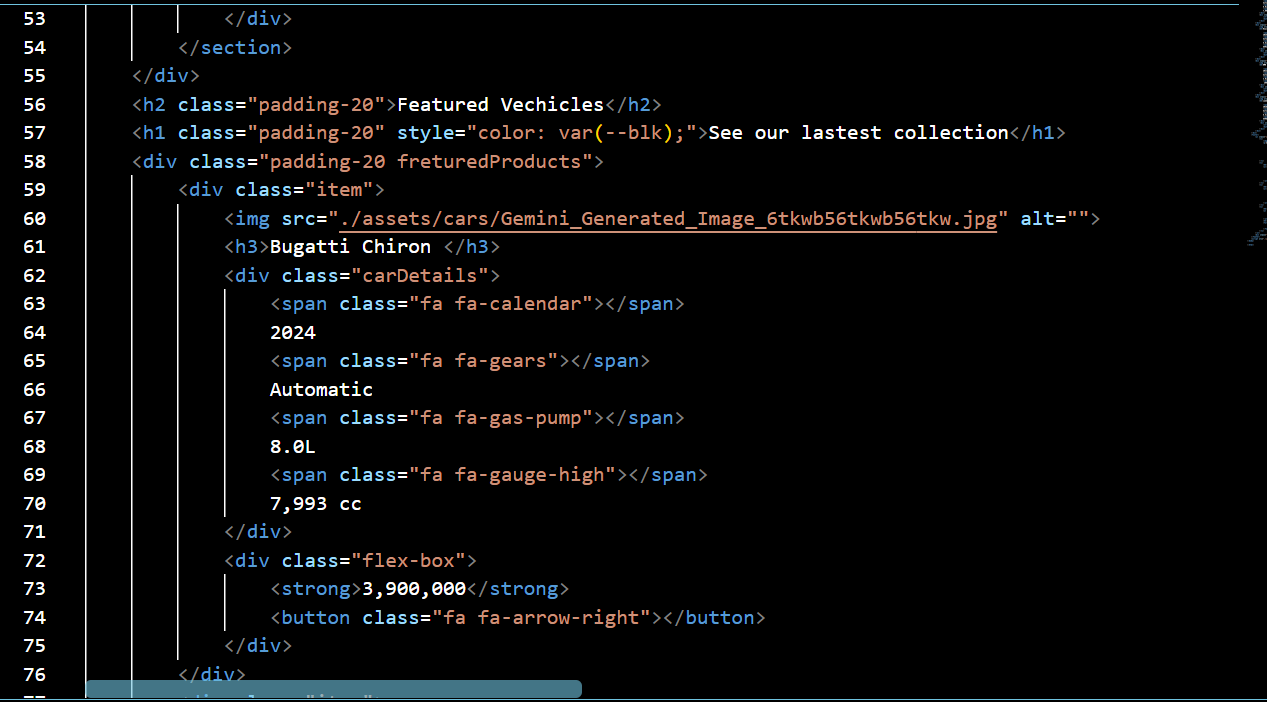 53 </div>
54 </section>
55 </div>
56 <h2 class="padding-20">Featured Vechicles</h2>
57 <h1 class="padding-20" style="color: var(--blk);">See our lastest collection</h1>
58 <div class="padding-20 freturedProducts">
59 <div class="item">
60 <img src="./assets/cars/Gemini_Generated_Image_6tkwb56tkwb56tkw.jpg" alt="">
61 <h3>Bugatti Chiron </h3>
62 <div class="carDetails">
63 <span class="fa fa-calendar"></span>
64 2024
65 <span class="fa fa-gears"></span>
66 Automatic
67 <span class="fa fa-gas-pump"></span>
68 8.0L
69 <span class="fa fa-gauge-high"></span>
70 7,993 cc
71 </div>
72 <div class="flex-box">
73 <strong>3,900,000</strong>
74 <button class="fa fa-arrow-right"></button>
75 </div>
76 </div>